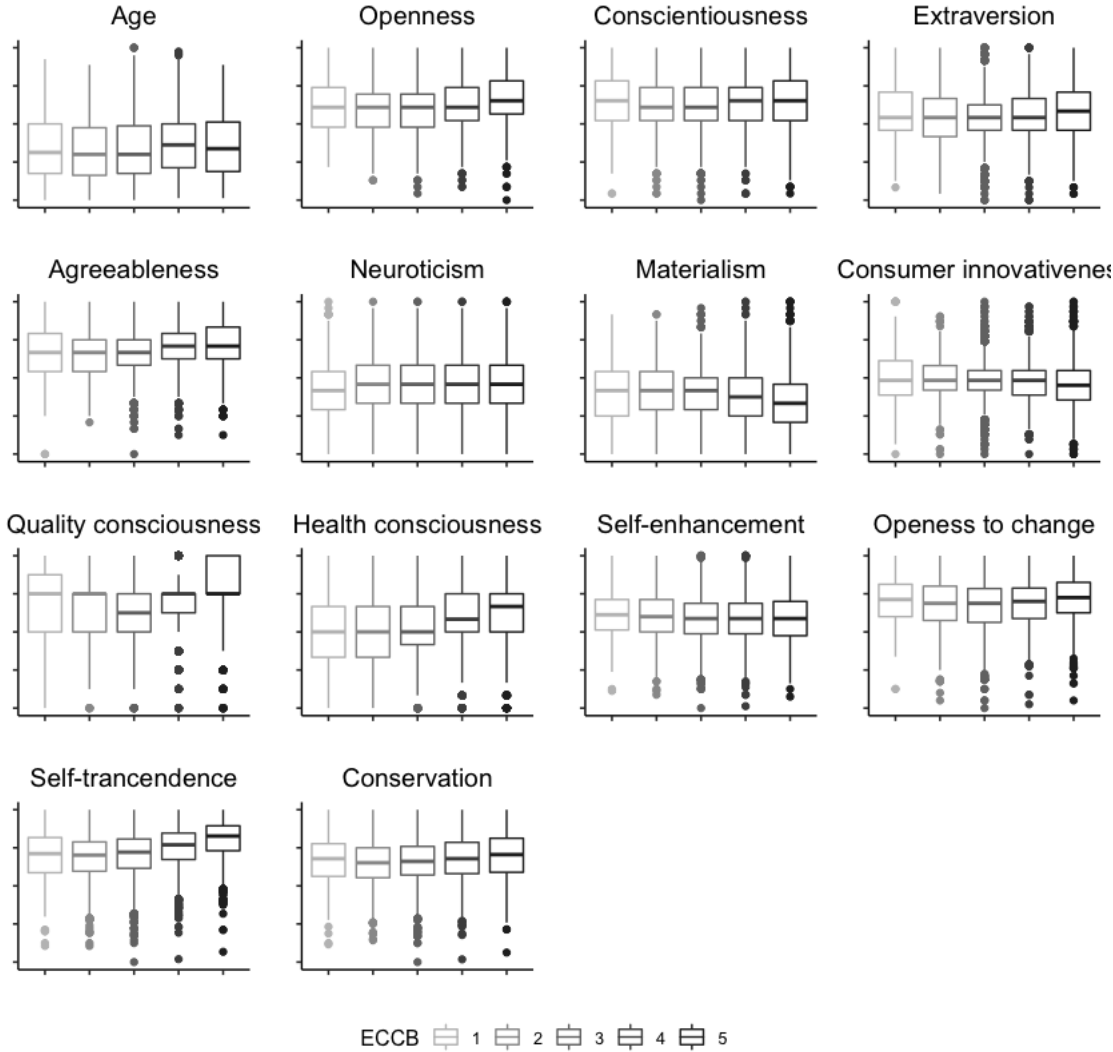 Age
Openness
Conscientiousness
Extraversion
Agreeableness
Neuroticism
Materialism
Consumer innovativenes
Quality consciousness
Health consciousness
Self-enhancement
Openess to change
Self-trancendence
Conservation
ECCB 1 2 3 4 5